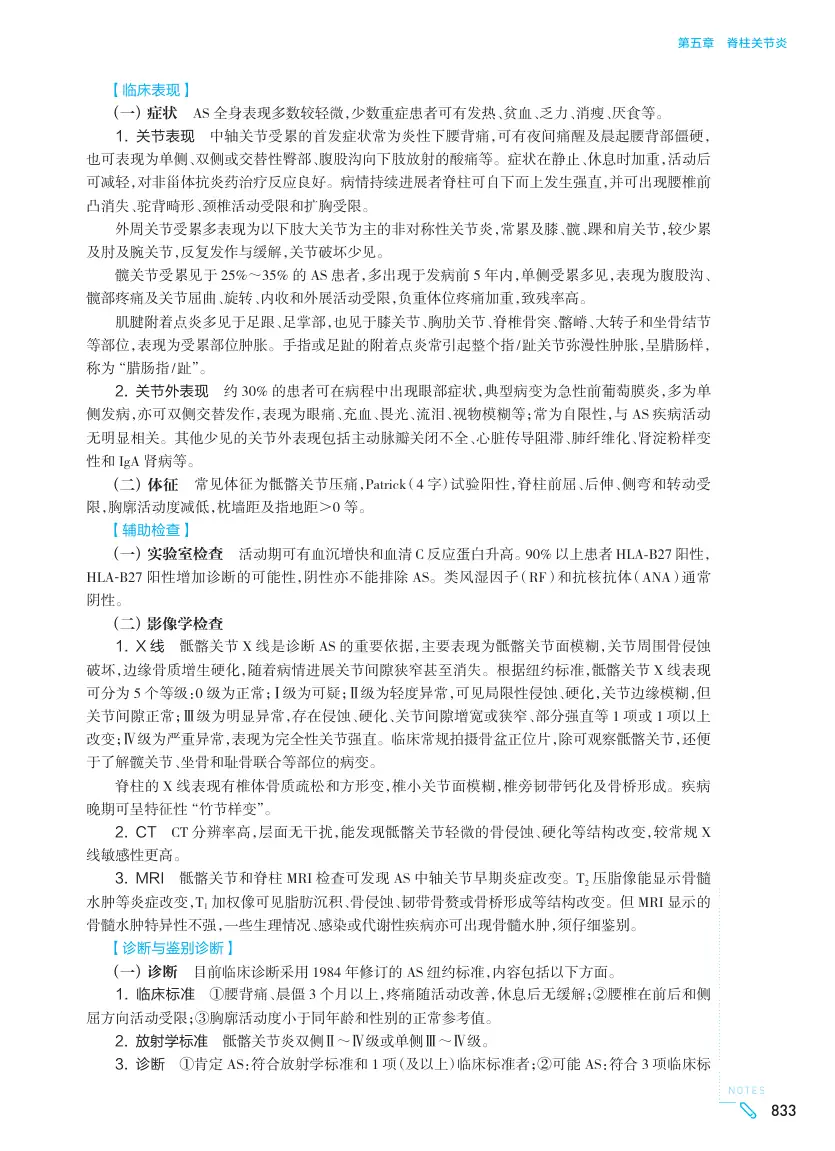 第五章 脊柱关节炎
【临床表现】
（一）症状 AS 全身表现多数较轻微，少数重症患者可有发热、贫血、乏力、消瘦、厌食等。
1. 关节表现 中轴关节受累的首发症状常为炎性下腰背痛，可有夜间痛醒及晨起腰背部僵硬，
也可表现为单侧、双侧或交替性臀部、腹股沟向下肢放射的酸痛等。症状在静止、休息时加重，活动后
可减轻，对非甾体抗炎药治疗反应良好。病情持续进展者脊柱可自下而上发生强直，并可出现腰椎前
凸消失、驼背畸形、颈椎活动受限和扩胸受限。
外周关节受累多表现为以下肢大关节为主的非对称性关节炎，常累及膝、髋、踝和肩关节，较少累
及肘及腕关节，反复发作与缓解，关节破坏少见。
髋关节受累见于 25%～35% 的 AS 患者，多出现于发病前 5 年内，单侧受累多见，表现为腹股沟、
髋部疼痛及关节屈曲、旋转、内收和外展活动受限，负重体位疼痛加重，致残率高。
肌腱附着点炎多见于足跟、足掌部，也见于膝关节、胸肋关节、脊椎骨突、髂嵴、大转子和坐骨结节
等部位，表现为受累部位肿胀。手指或足趾的附着点炎常引起整个指/趾关节弥漫性肿胀，呈腊肠样，
称为“腊肠指/趾”。
2. 关节外表现 约 30% 的患者可在病程中出现眼部症状，典型病变为急性前葡萄膜炎，多为单
侧发病，亦可双侧交替发作，表现为眼痛、充血、畏光、流泪、视物模糊等；常为自限性，与 AS 疾病活动
无明显相关。其他少见的关节外表现包括主动脉瓣关闭不全、心脏传导阻滞、肺纤维化、肾淀粉样变
性和 IgA 肾病等。
（二）体征 常见体征为骶髂关节压痛，Patrick（4 字）试验阳性，脊柱前屈、后伸、侧弯和转动受
限，胸廓活动度减低，枕墙距及指地距＞0 等。
【辅助检查】
（一）实验室检查 活动期可有血沉增快和血清 C 反应蛋白升高。90% 以上患者 HLA-B27 阳性，
HLA-B27 阳性增加诊断的可能性，阴性亦不能排除 AS。类风湿因子（RF）和抗核抗体（ANA）通常
阴性。
（二）影像学检查
1. X 线 骶髂关节 X 线是诊断 AS 的重要依据，主要表现为骶髂关节面模糊，关节周围骨侵蚀
破坏，边缘骨质增生硬化，随着病情进展关节间隙狭窄甚至消失。根据纽约标准，骶髂关节 X 线表现
可分为 5 个等级：0 级为正常；Ⅰ级为可疑；Ⅱ级为轻度异常，可见局限性侵蚀、硬化，关节边缘模糊，但
关节间隙正常；Ⅲ级为明显异常，存在侵蚀、硬化、关节间隙增宽或狭窄、部分强直等 1 项或 1 项以上
改变；Ⅳ级为严重异常，表现为完全性关节强直。临床常规拍摄骨盆正位片，除可观察骶髂关节，还便
于了解髋关节、坐骨和耻骨联合等部位的病变。
脊柱的 X 线表现有椎体骨质疏松和方形变，椎小关节面模糊，椎旁韧带钙化及骨桥形成。疾病
晚期可呈特征性“竹节样变”。
2. CT CT 分辨率高，层面无干扰，能发现骶髂关节轻微的骨侵蚀、硬化等结构改变，较常规 X
线敏感性更高。
3. MRI 骶髂关节和脊柱 MRI 检查可发现 AS 中轴关节早期炎症改变。T₂ 压脂像能显示骨髓
水肿等炎症改变，T₁ 加权像可见脂肪沉积、骨侵蚀、韧带骨赘或骨桥形成等结构改变。但 MRI 显示的
骨髓水肿特异性不强，一些生理情况、感染或代谢性疾病亦可出现骨髓水肿，须仔细鉴别。
【诊断与鉴别诊断】
（一）诊断 目前临床诊断采用 1984 年修订的 AS 纽约标准，内容包括以下方面。
1. 临床标准 ①腰背痛、晨僵 3 个月以上，疼痛随活动改善，休息后无缓解；②腰椎在前后和侧
屈方向活动受限；③胸廓活动度小于同年龄和性别的正常参考值。
2. 放射学标准 骶髂关节炎双侧Ⅱ～Ⅳ级或单侧Ⅲ～Ⅳ级。
3. 诊断 ①肯定 AS：符合放射学标准和 1 项（及以上）临床标准者；②可能 AS：符合 3 项临床标
NOTES
833